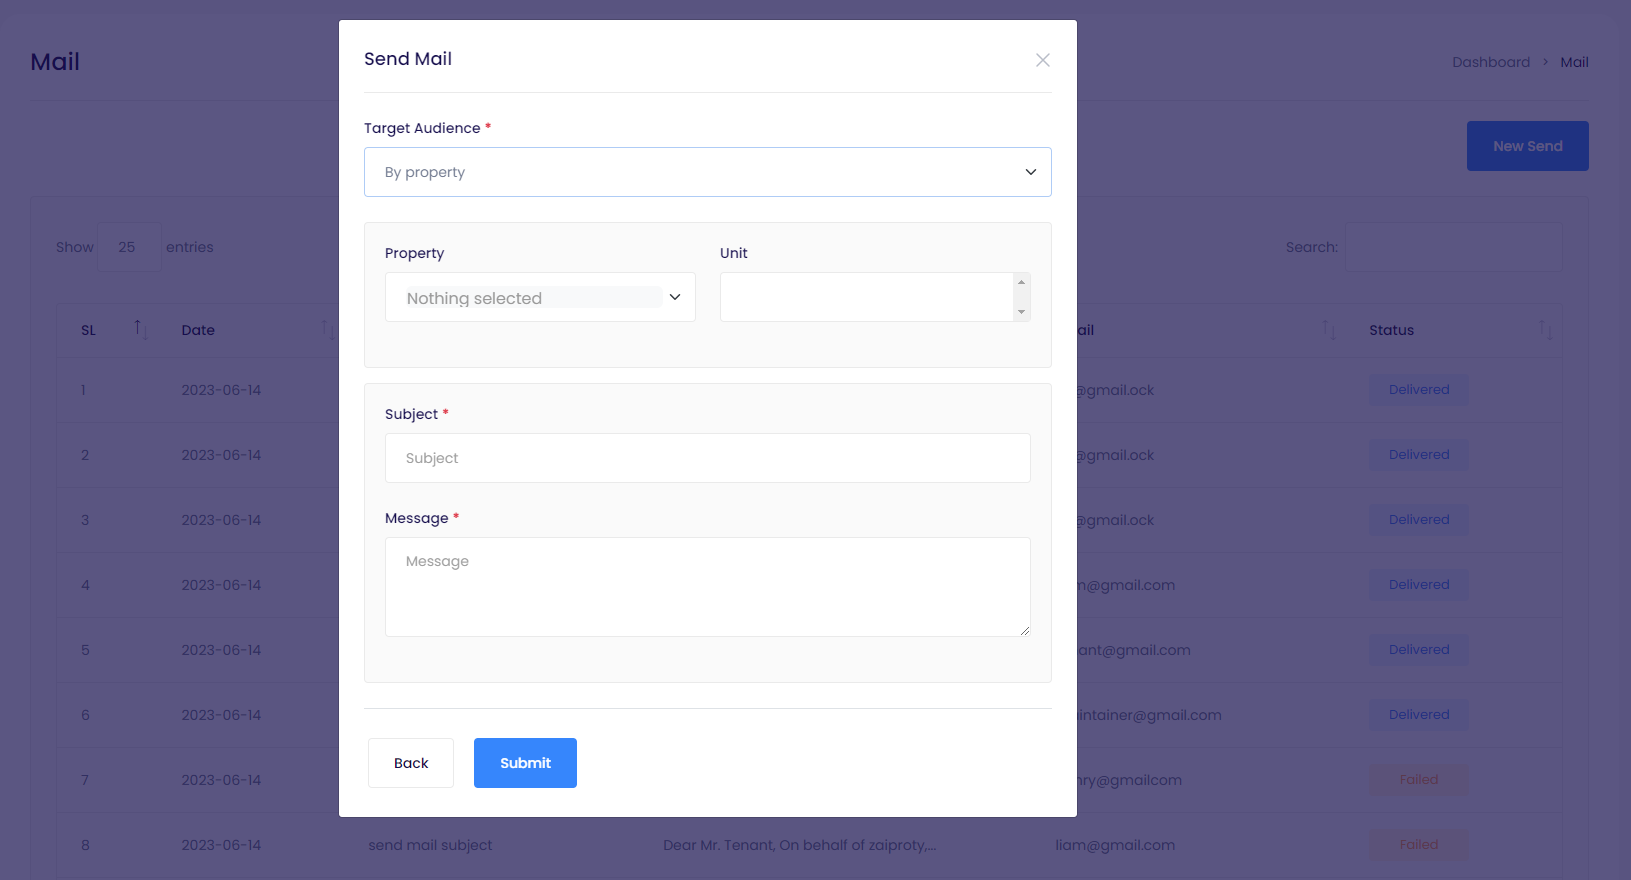 Mail
Dashboard > Mail
New Send
Show 25 entries
Search:
SL Date ail Status
1 2023-06-14 @gmail.ock Delivered
2 2023-06-14 @gmail.ock Delivered
3 2023-06-14 @gmail.ock Delivered
4 2023-06-14 m@gmail.com Delivered
5 2023-06-14 ant@gmail.com Delivered
6 2023-06-14 intainer@gmail.com Delivered
7 2023-06-14 nry@gmailcom Failed
8 2023-06-14 send mail subject Dear Mr. Tenant, On behalf of zaiproty,... liam@gmail.com Failed
Send Mail
Target Audience *
By property
Property Unit
Nothing selected
Subject *
Subject
Message *
Message
Back Submit